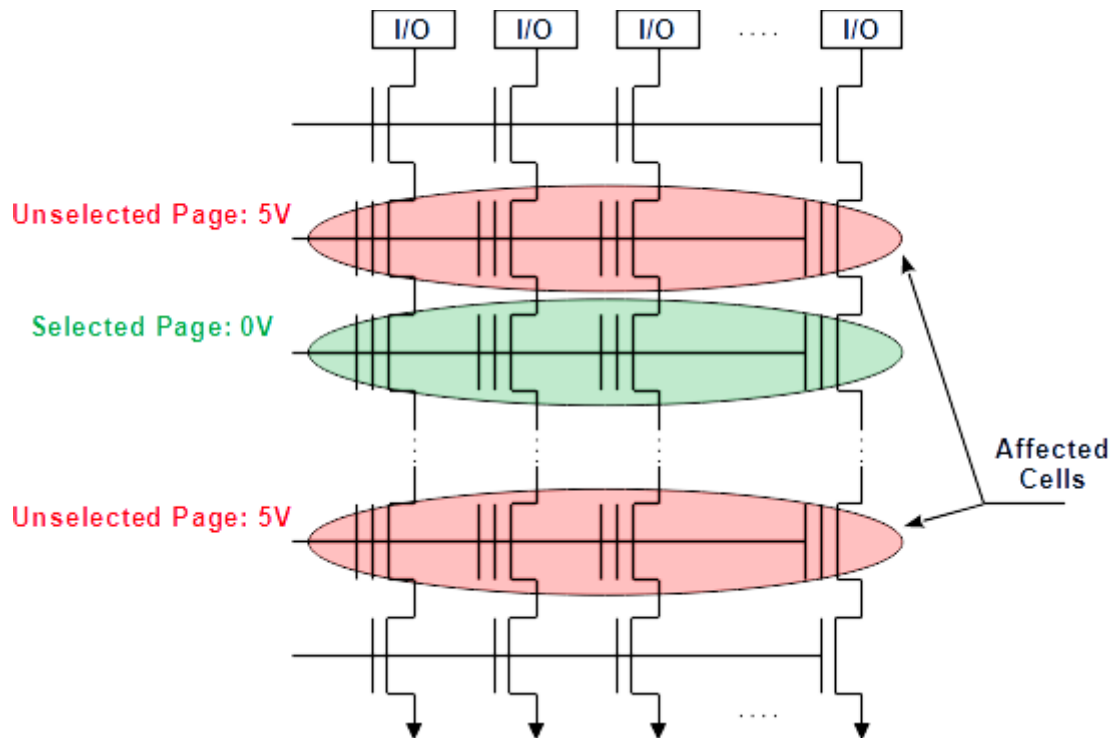 I/O I/O I/O .... I/O
Unselected Page: 5V
Selected Page: 0V
Affected
Cells
Unselected Page: 5V
....